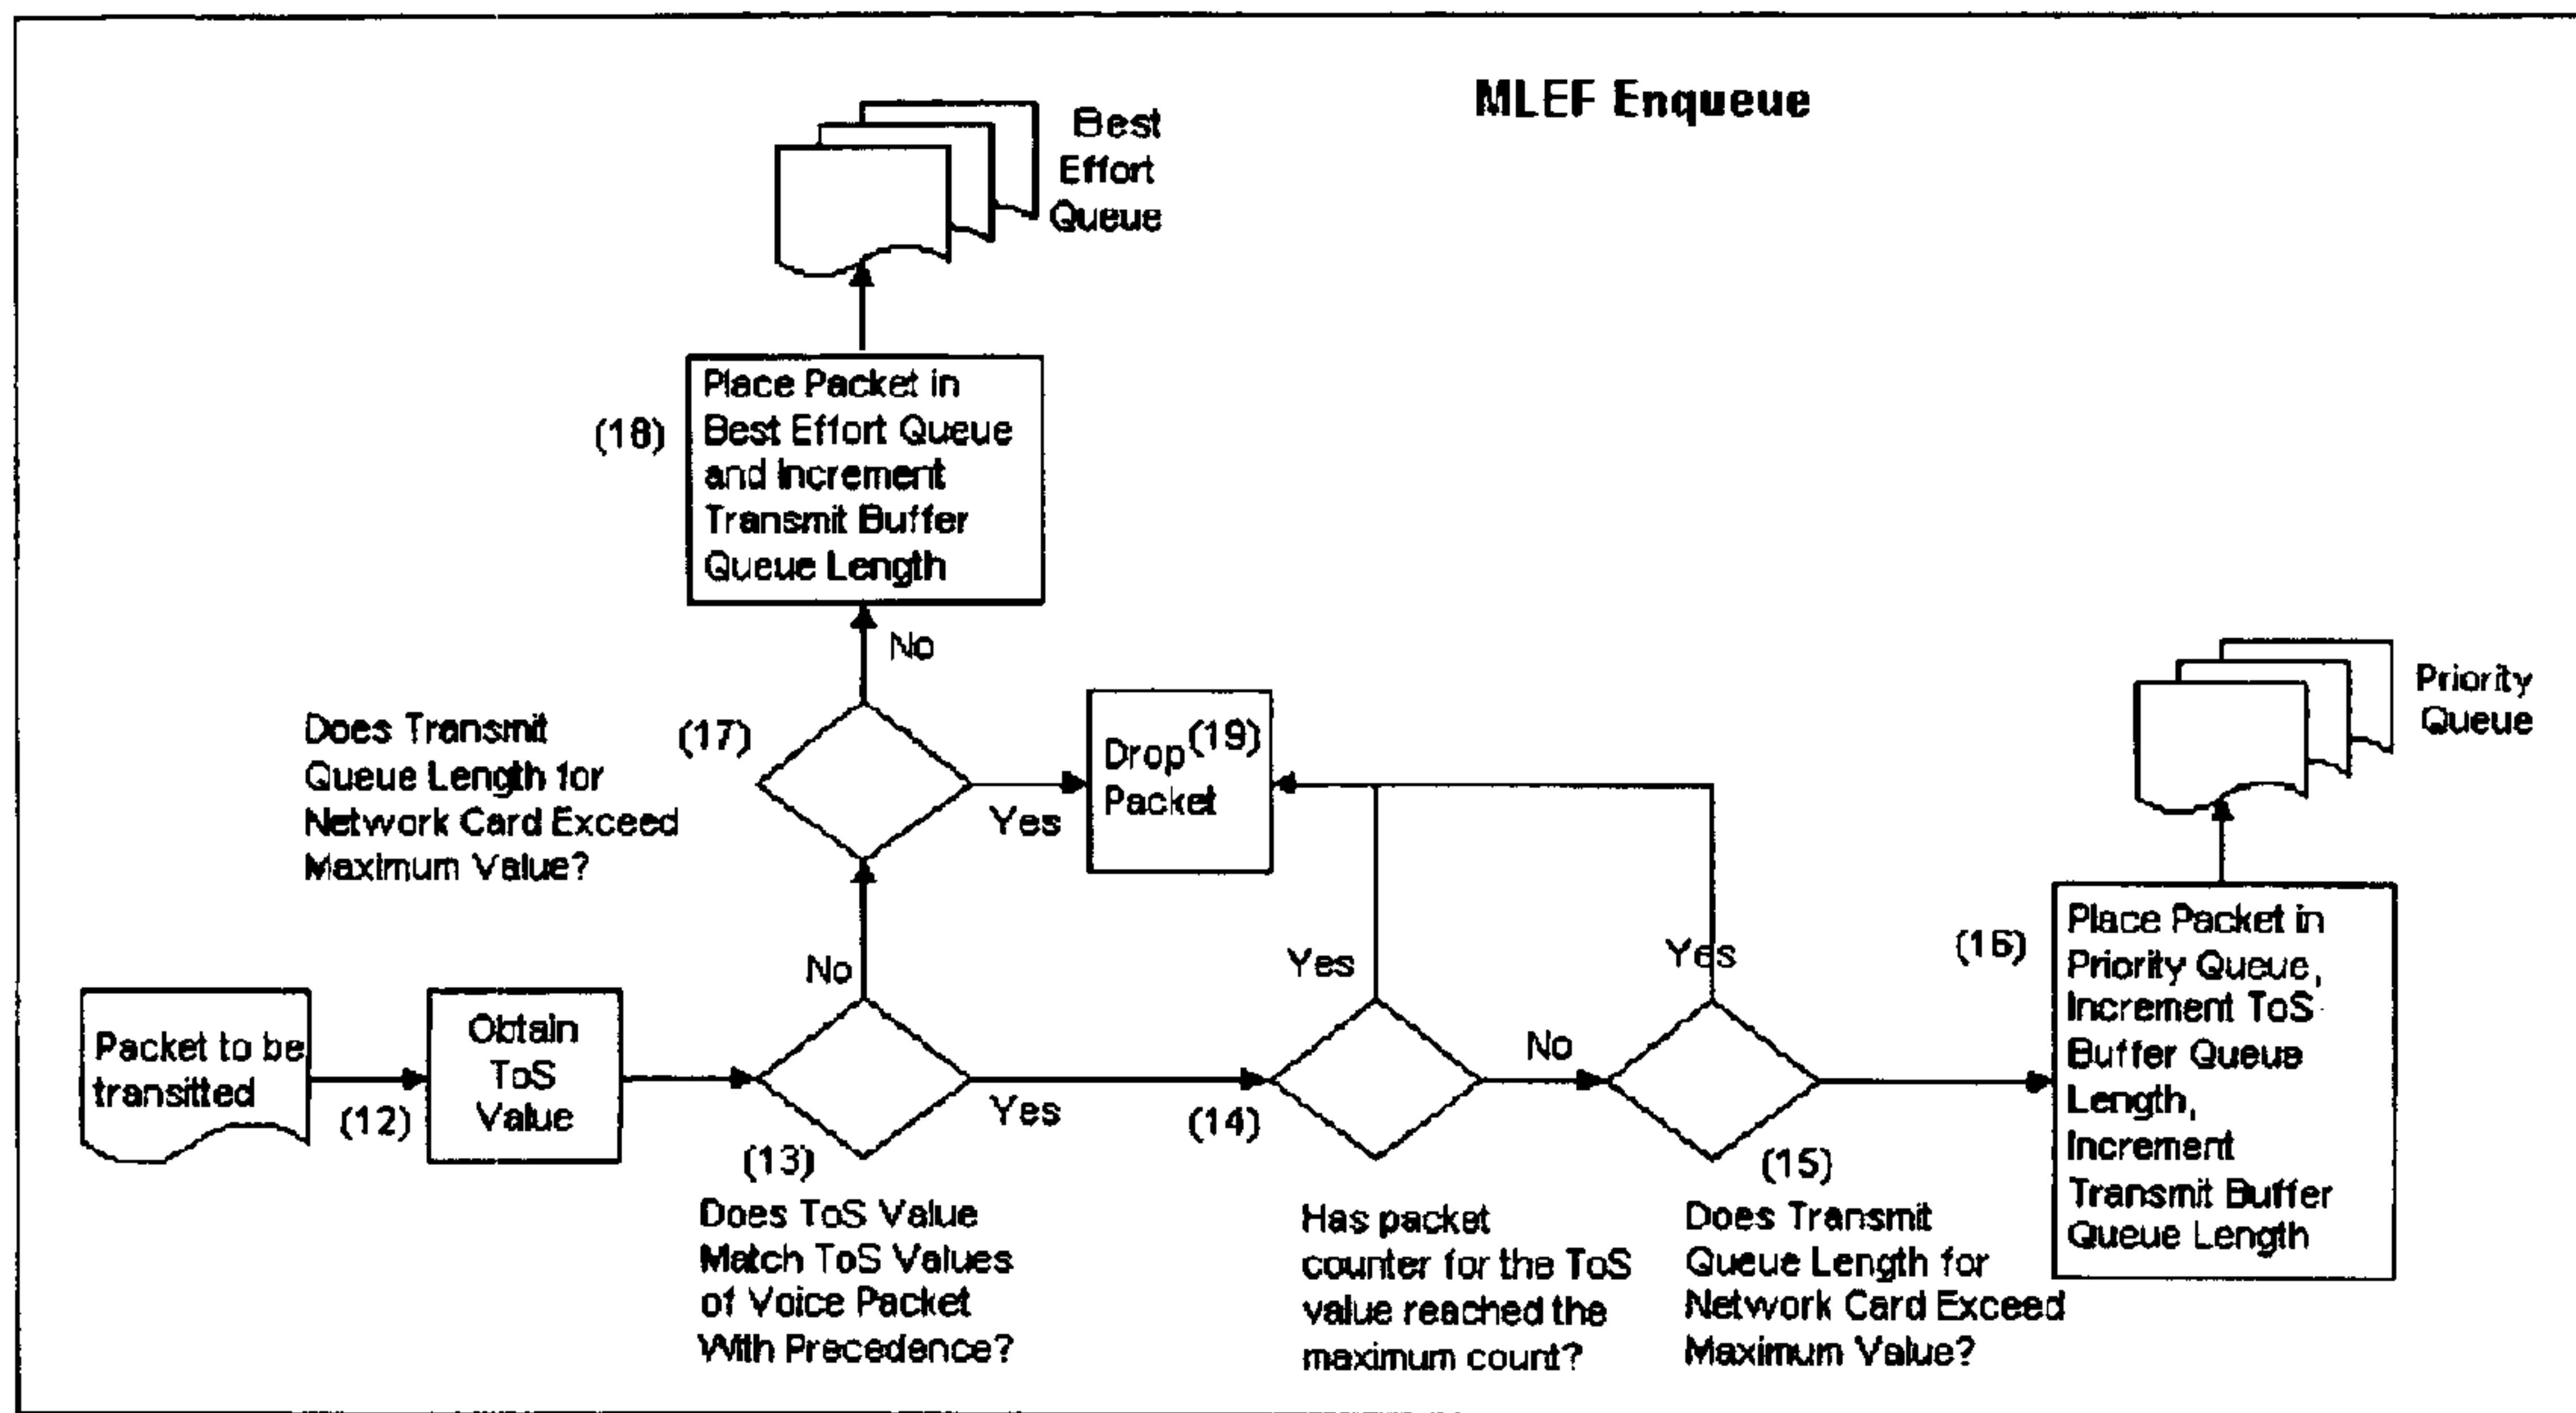 MLEF Enqueue
Best
Effort
Queue
(18)
Place Packet in
Best Effort Queue
and Increment
Transmit Buffer
Queue Length
No
Does Transmit
Queue Length for
Network Card Exceed
Maximum Value?
(17)
Yes
Drop (19)
Packet
Priority
Queue
No
Yes
Yes
(16)
Place Packet in
Priority Queue,
Increment ToS
Buffer Queue
Length,
Increment
Transmit Buffer
Queue Length
Packet to be
transitted
(12)
Obtain
ToS
Value
Yes
(14)
No
(13)
Does ToS Value
Match ToS Values
of Voice Packet
With Precedence?
Has packet
counter for the ToS
value reached the
maximum count?
(15)
Does Transmit
Queue Length for
Network Card Exceed
Maximum Value?